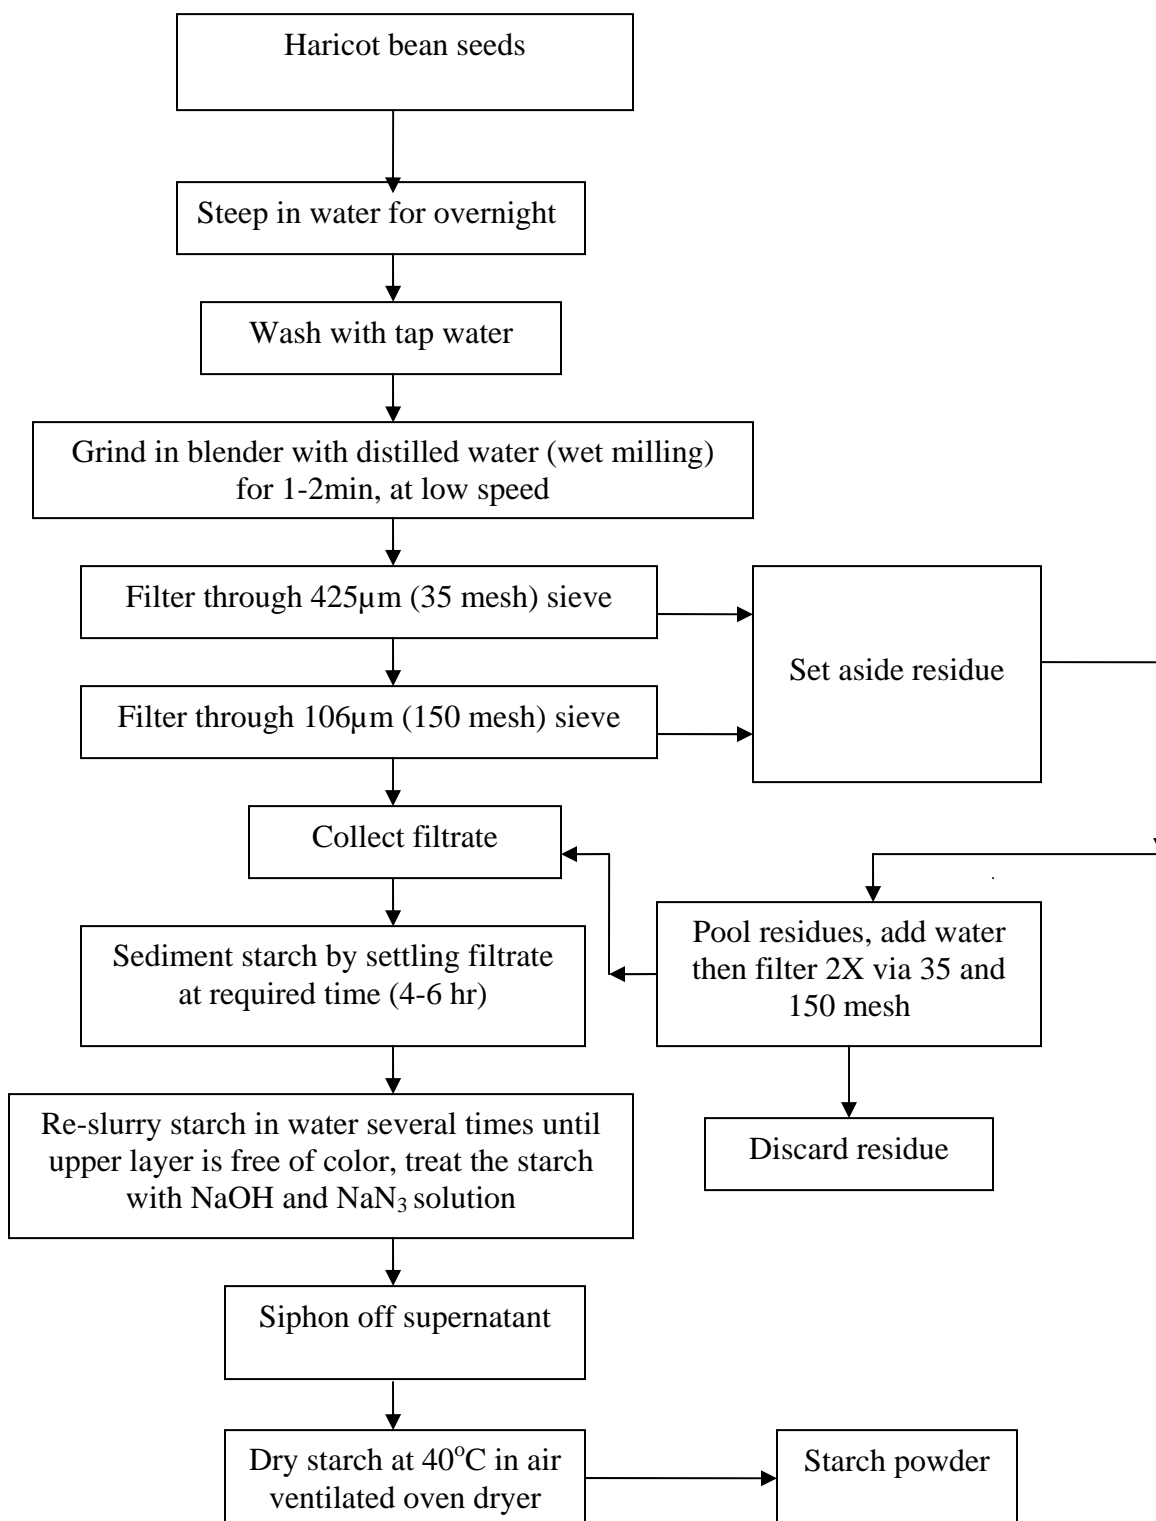 Haricot bean seeds
Steep in water for overnight
Wash with tap water
Grind in blender with distilled water (wet milling)
for 1-2min, at low speed
Filter through 425µm (35 mesh) sieve
Set aside residue
Filter through 106µm (150 mesh) sieve
Collect filtrate
Pool residues, add water
then filter 2X via 35 and
150 mesh
Sediment starch by settling filtrate
at required time (4-6 hr)
Discard residue
Re-slurry starch in water several times until
upper layer is free of color, treat the starch
with NaOH and NaN₃ solution
Siphon off supernatant
Dry starch at 40°C in air
ventilated oven dryer
Starch powder